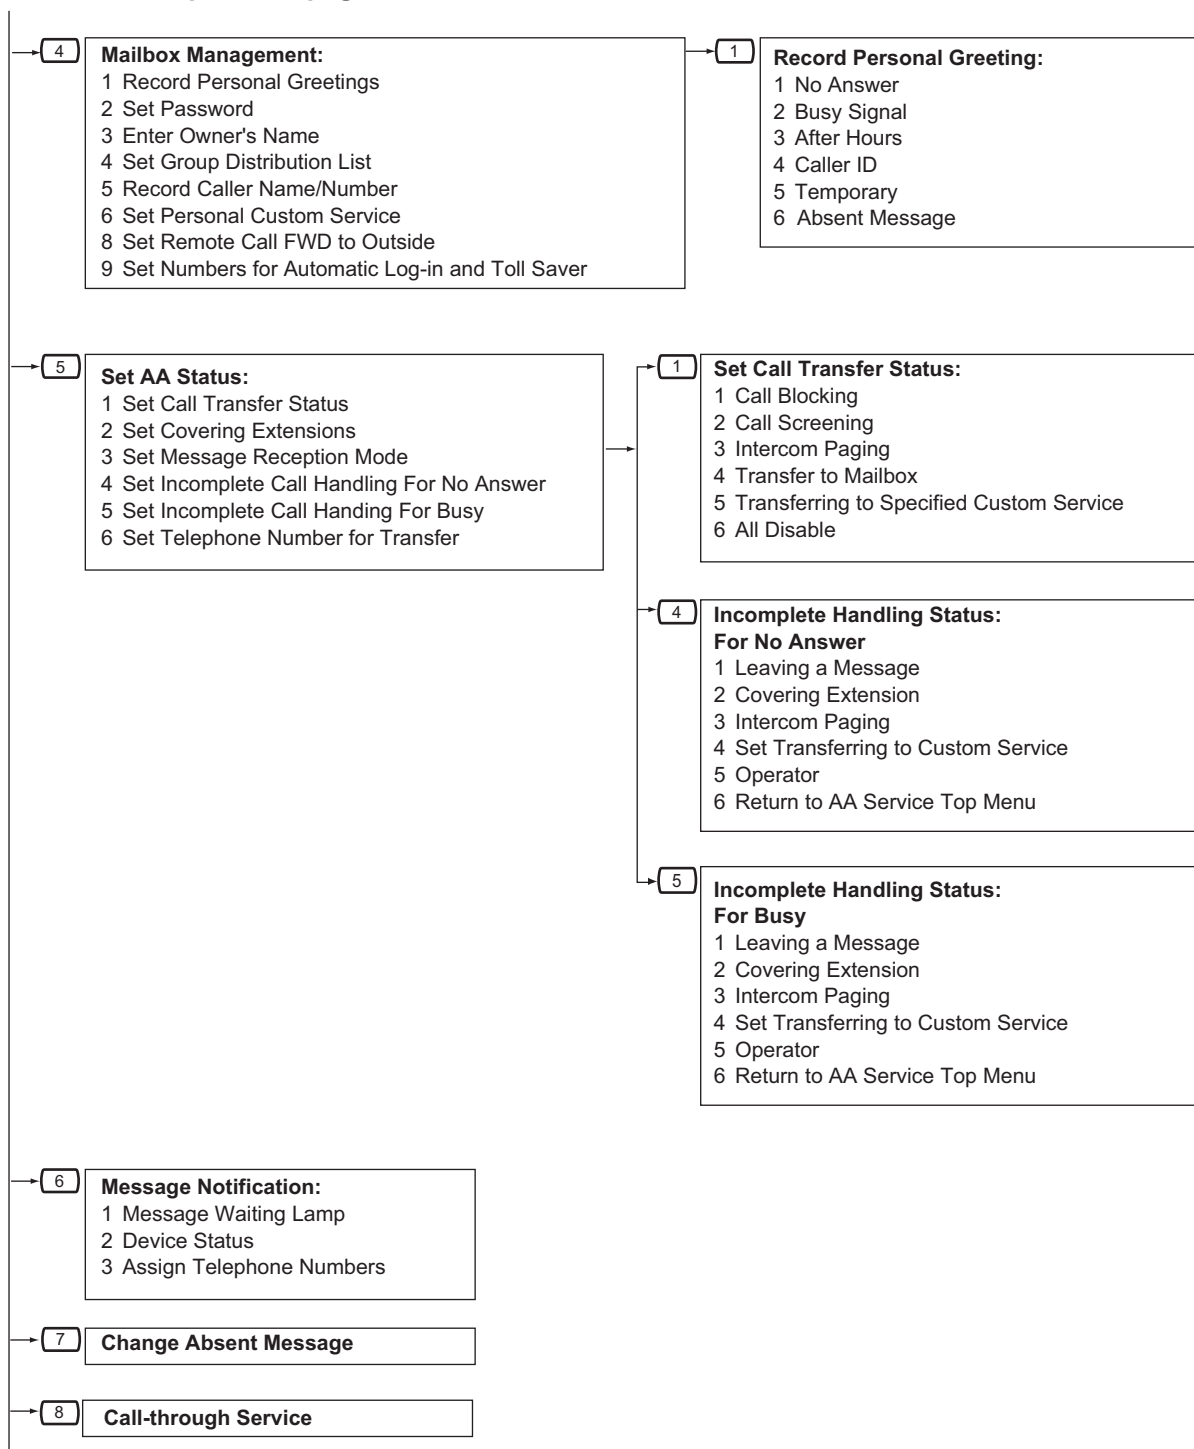 4
Mailbox Management:
1 Record Personal Greetings
2 Set Password
3 Enter Owner's Name
4 Set Group Distribution List
5 Record Caller Name/Number
6 Set Personal Custom Service
8 Set Remote Call FWD to Outside
9 Set Numbers for Automatic Log-in and Toll Saver
1
Record Personal Greeting:
1 No Answer
2 Busy Signal
3 After Hours
4 Caller ID
5 Temporary
6 Absent Message
5
Set AA Status:
1 Set Call Transfer Status
2 Set Covering Extensions
3 Set Message Reception Mode
4 Set Incomplete Call Handling For No Answer
5 Set Incomplete Call Handing For Busy
6 Set Telephone Number for Transfer
1
Set Call Transfer Status:
1 Call Blocking
2 Call Screening
3 Intercom Paging
4 Transfer to Mailbox
5 Transferring to Specified Custom Service
6 All Disable
4
Incomplete Handling Status:
For No Answer
1 Leaving a Message
2 Covering Extension
3 Intercom Paging
4 Set Transferring to Custom Service
5 Operator
6 Return to AA Service Top Menu
5
Incomplete Handling Status:
For Busy
1 Leaving a Message
2 Covering Extension
3 Intercom Paging
4 Set Transferring to Custom Service
5 Operator
6 Return to AA Service Top Menu
6
Message Notification:
1 Message Waiting Lamp
2 Device Status
3 Assign Telephone Numbers
7
Change Absent Message
8
Call-through Service